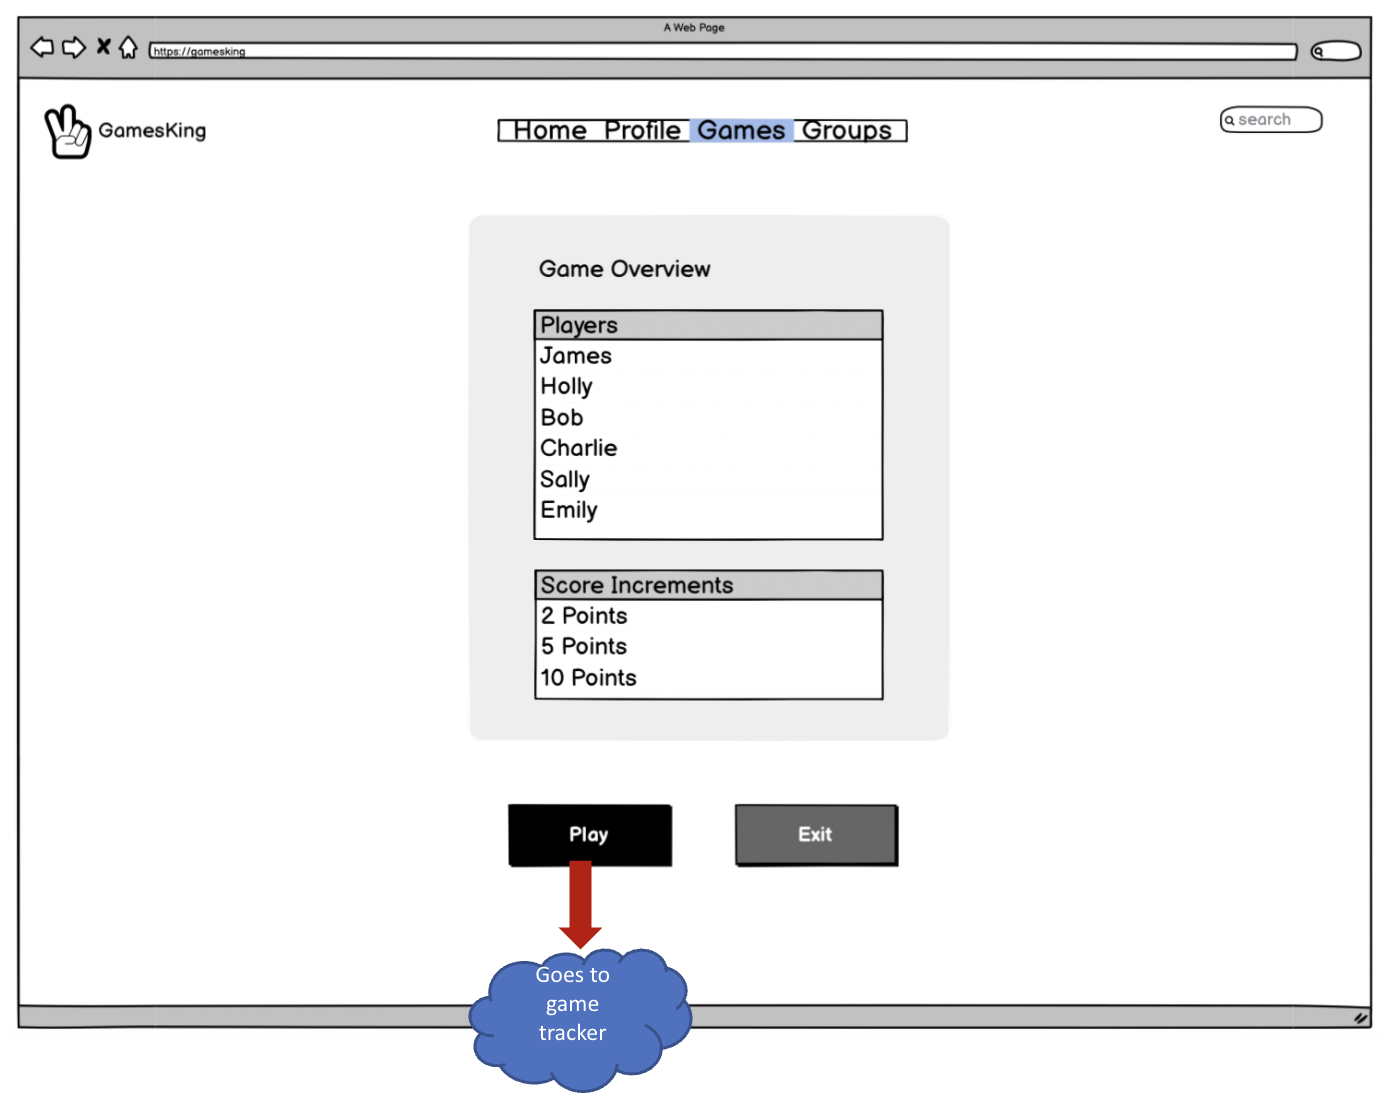 A Web Page
https://gamesking
GamesKing
Home Profile Games Groups
search
Game Overview
Players
James
Holly
Bob
Charlie
Sally
Emily
Score Increments
2 Points
5 Points
10 Points
Play
Exit
Goes to
game
tracker